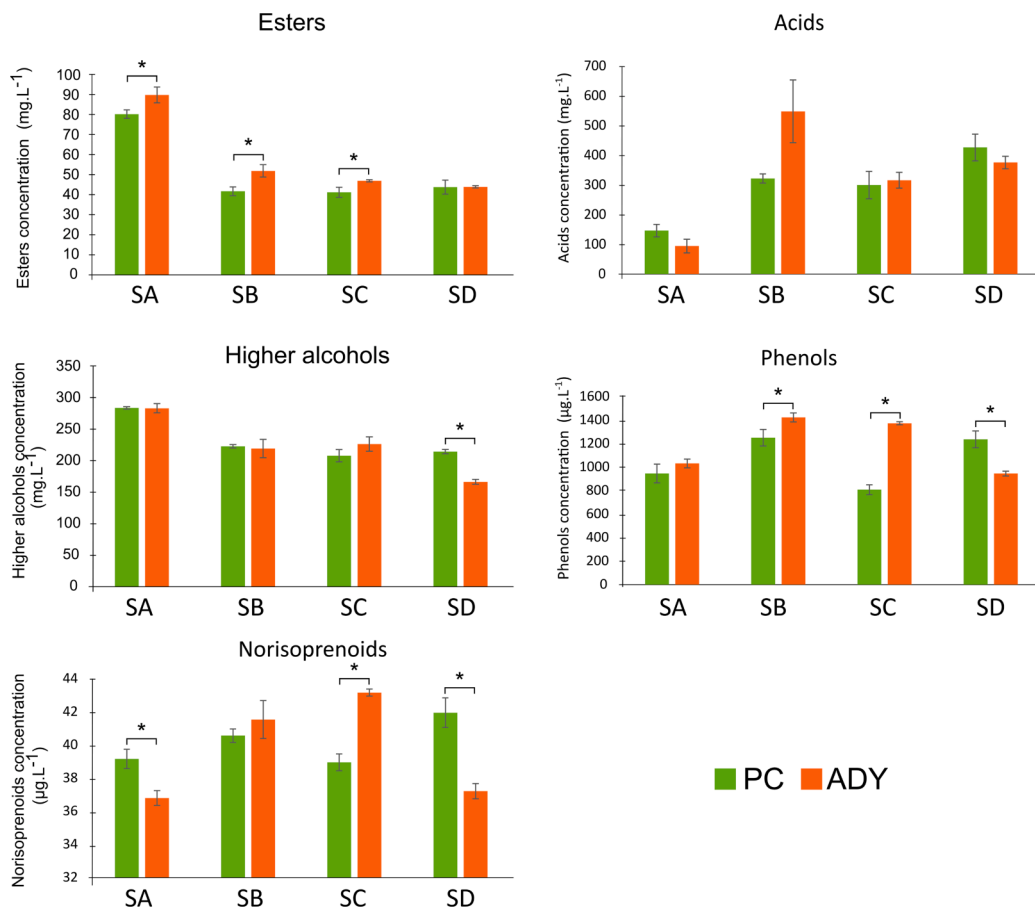 Esters
Esters concentration (mg.L-1)
100
90
80
70
60
50
40
30
20
10
0
*
*
*
SA
SB
SC
SD
Acids
Acids concentration (mg.L-1)
700
600
500
400
300
200
100
0
SA
SB
SC
SD
Higher alcohols
Higher alcohols concentration
(mg.L-1)
350
300
250
200
150
100
50
0
*
SA
SB
SC
SD
Phenols
Phenols concentration (µg.L-1)
1600
1400
1200
1000
800
600
400
200
0
*
*
*
SA
SB
SC
SD
Norisoprenoids
Norisoprenoids concentration
(µg.L-1)
44
42
40
38
36
34
32
*
*
*
SA
SB
SC
SD
PC
ADY